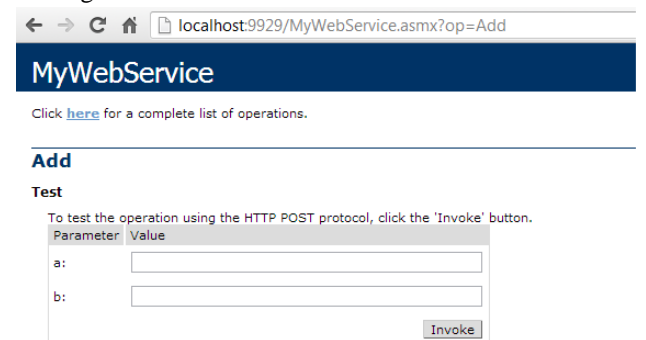 localhost:9929/MyWebService.asmx?op=Add
MyWebService
Click here for a complete list of operations.
Add
Test
To test the operation using the HTTP POST protocol, click the 'Invoke' button.
Parameter Value
a:
b:
Invoke